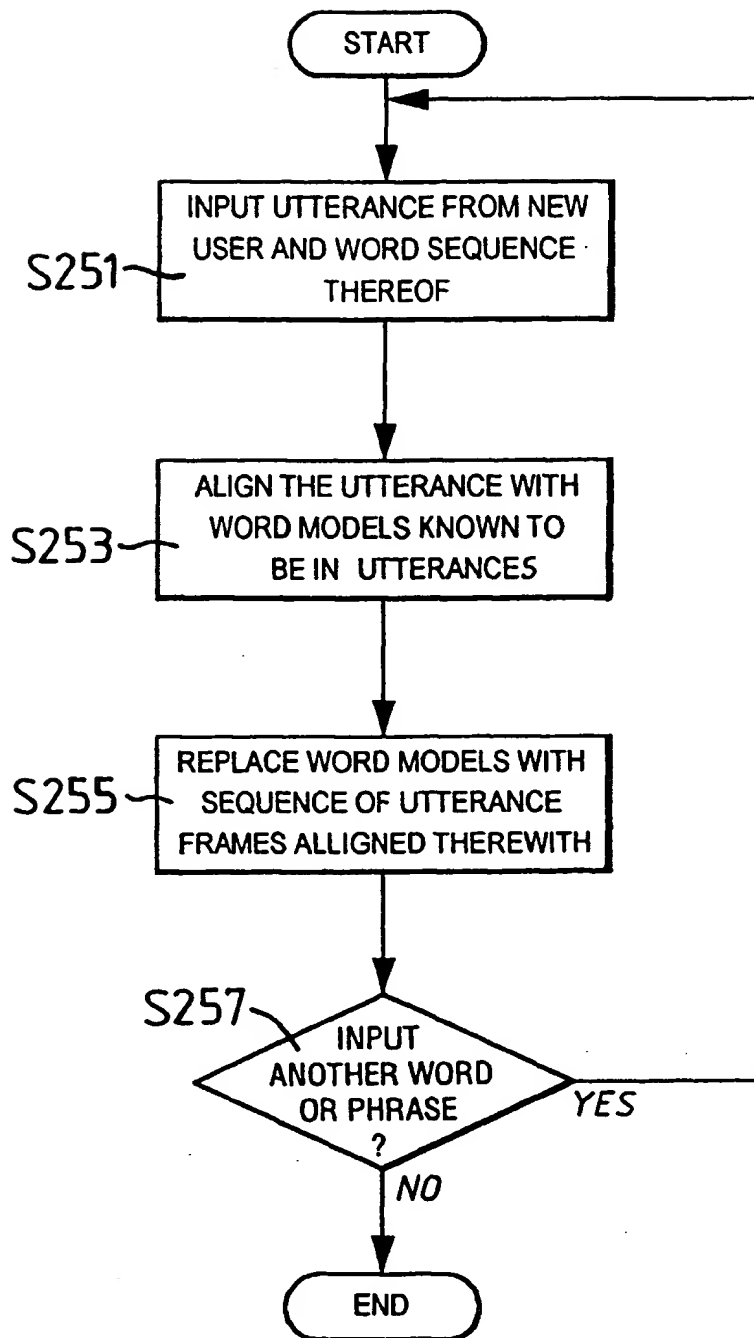 START
INPUT UTTERANCE FROM NEW
USER AND WORD SEQUENCE
THEREOF
S251
ALIGN THE UTTERANCE WITH
WORD MODELS KNOWN TO
BE IN UTTERANCES
S253
REPLACE WORD MODELS WITH
SEQUENCE OF UTTERANCE
FRAMES ALLIGNED THEREWITH
S255
S257
INPUT
ANOTHER WORD
OR PHRASE
?
YES
NO
END